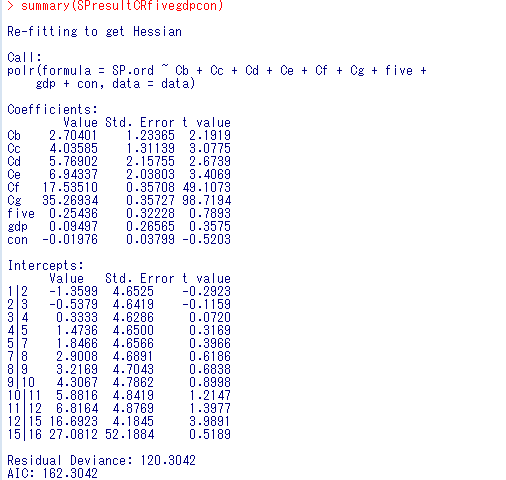 > summary(SPresultCRfivegdpcon)
Re-fitting to get Hessian
Call:
polr(formula = SP.ord ~ Cb + Cc + Cd + Ce + Cf + Cg + five +
    gdp + con, data = data)
Coefficients:
        Value Std. Error t value
Cb    2.70401    1.23365  2.1919
Cc    4.03585    1.31139  3.0775
Cd    5.76902    2.15755  2.6739
Ce    6.94337    2.03803  3.4069
Cf   17.53510    0.35708 49.1073
Cg   35.26934    0.35727 98.7194
five  0.25436    0.32228  0.7893
gdp   0.09497    0.26565  0.3575
con  -0.01976    0.03799 -0.5203
Intercepts:
      Value   Std. Error t value
1|2   -1.3599  4.6525    -0.2923
2|3   -0.5379  4.6419    -0.1159
3|4    0.3333  4.6286     0.0720
4|5    1.4736  4.6500     0.3169
5|7    1.8466  4.6566     0.3966
7|8    2.9008  4.6891     0.6186
8|9    3.2169  4.7043     0.6838
9|10   4.3067  4.7862     0.8998
10|11  5.8816  4.8419     1.2147
11|12  6.8164  4.8769     1.3977
12|15 16.6923  4.1845     3.9891
15|16 27.0812 52.1884     0.5189
Residual Deviance: 120.3042
AIC: 162.3042